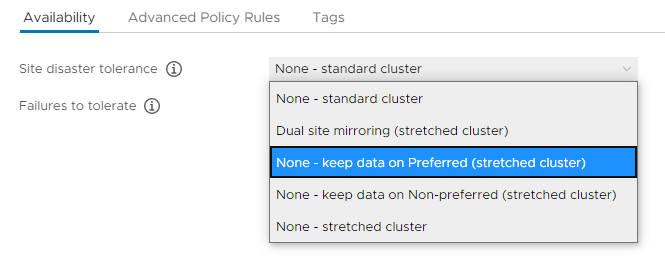 Availability Advanced Policy Rules Tags
Site disaster tolerance None - standard cluster
Failures to tolerate
None - standard cluster
Dual site mirroring (stretched cluster)
None - keep data on Preferred (stretched cluster)
None - keep data on Non-preferred (stretched cluster)
None - stretched cluster